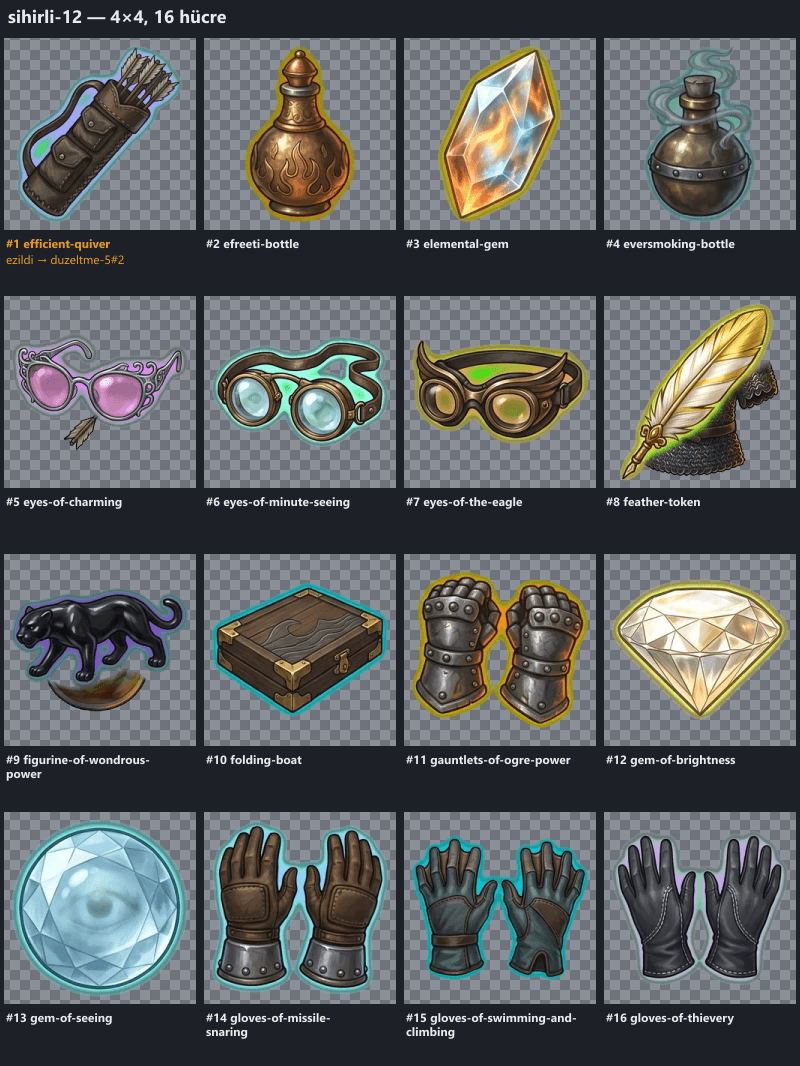 sihirli-12 — 4×4, 16 hücre
#1 efficient-quiver
ezildi → duzeltme-5#2
#2 efreeti-bottle
#3 elemental-gem
#4 eversmoking-bottle
#5 eyes-of-charming
#6 eyes-of-minute-seeing
#7 eyes-of-the-eagle
#8 feather-token
#9 figurine-of-wondrous-
power
#10 folding-boat
#11 gauntlets-of-ogre-power
#12 gem-of-brightness
#13 gem-of-seeing
#14 gloves-of-missile-
snaring
#15 gloves-of-swimming-and-
climbing
#16 gloves-of-thievery